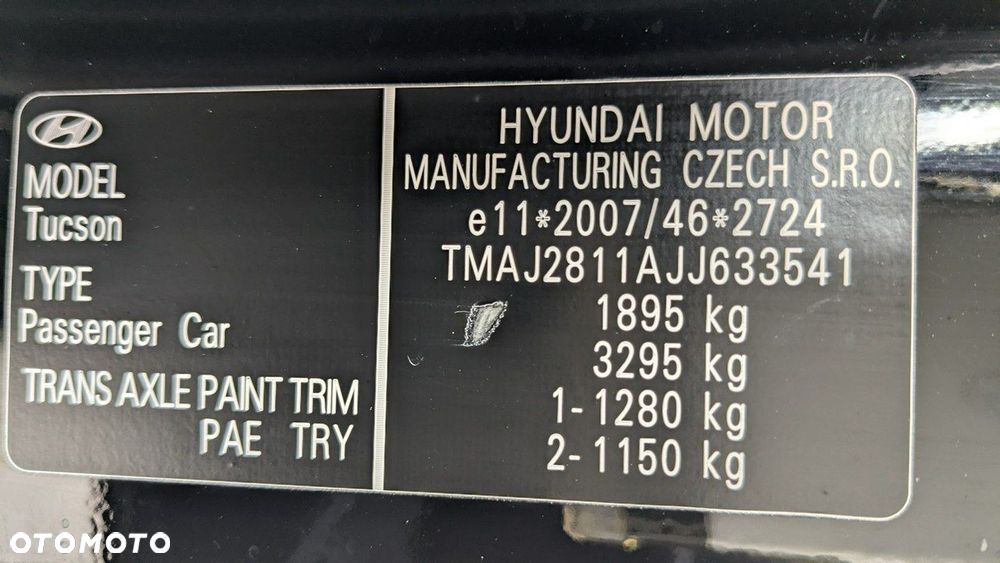 MODEL
Tucson
TYPE
Passenger Car
TRANS AXLE PAINT TRIM
PAE TRY
HYUNDAI MOTOR
MANUFACTURING CZECH S.R.O.
e11*2007/46*2724
TMAJ2811AJJ633541
1895 kg
3295 kg
1- 1280 kg
2- 1150 kg
OTOMOTO